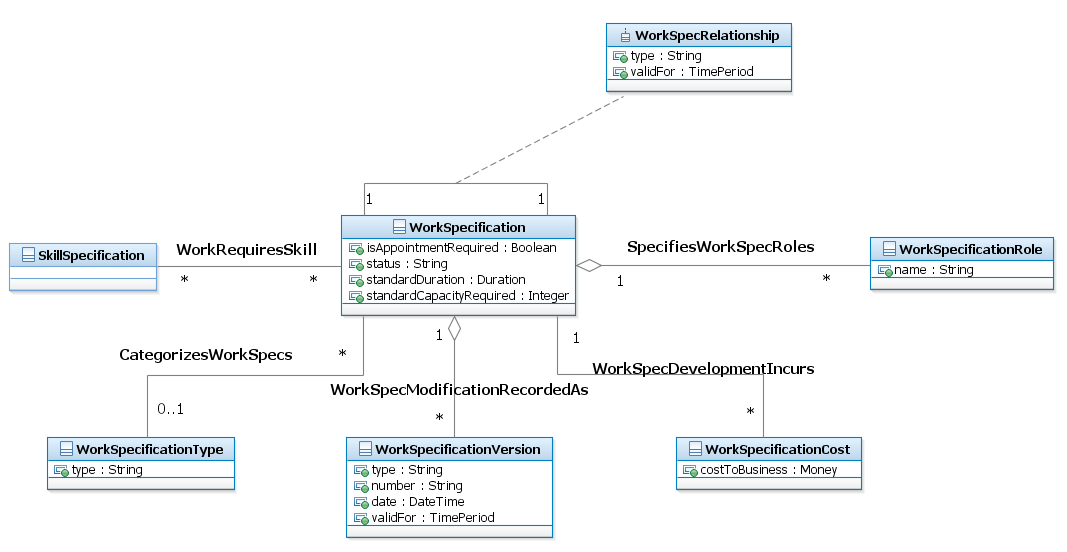 WorkSpecRelationship
type : String
validFor : TimePeriod
1
1
WorkSpecification
isAppointmentRequired : Boolean
status : String
standardDuration : Duration
standardCapacityRequired : Integer
SkillSpecification
WorkRequiresSkill
*
*
SpecifiesWorkSpecRoles
1
*
WorkSpecificationRole
name : String
CategorizesWorkSpecs
*
0..1
1
WorkSpecModificationRecordedAs
*
1
WorkSpecDevelopmentIncurs
*
WorkSpecificationType
type : String
WorkSpecificationVersion
type : String
number : String
date : DateTime
validFor : TimePeriod
WorkSpecificationCost
costToBusiness : Money